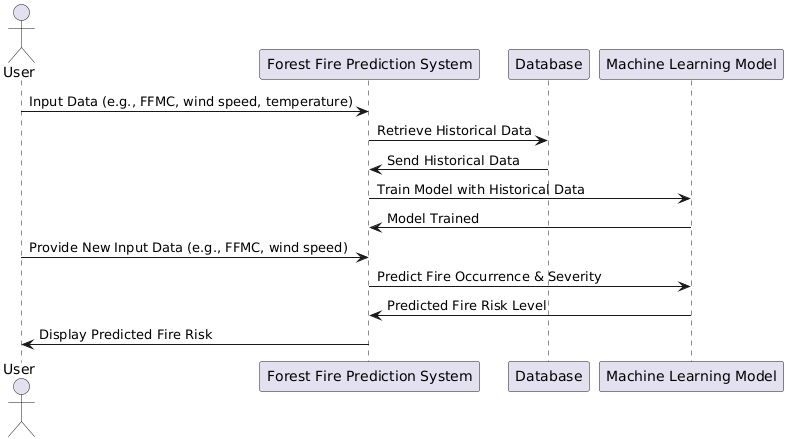 User
Forest Fire Prediction System
Database
Machine Learning Model
Input Data (e.g., FFMC, wind speed, temperature)
Retrieve Historical Data
Send Historical Data
Train Model with Historical Data
Model Trained
Provide New Input Data (e.g., FFMC, wind speed)
Predict Fire Occurrence & Severity
Predicted Fire Risk Level
Display Predicted Fire Risk
User
Forest Fire Prediction System
Database
Machine Learning Model